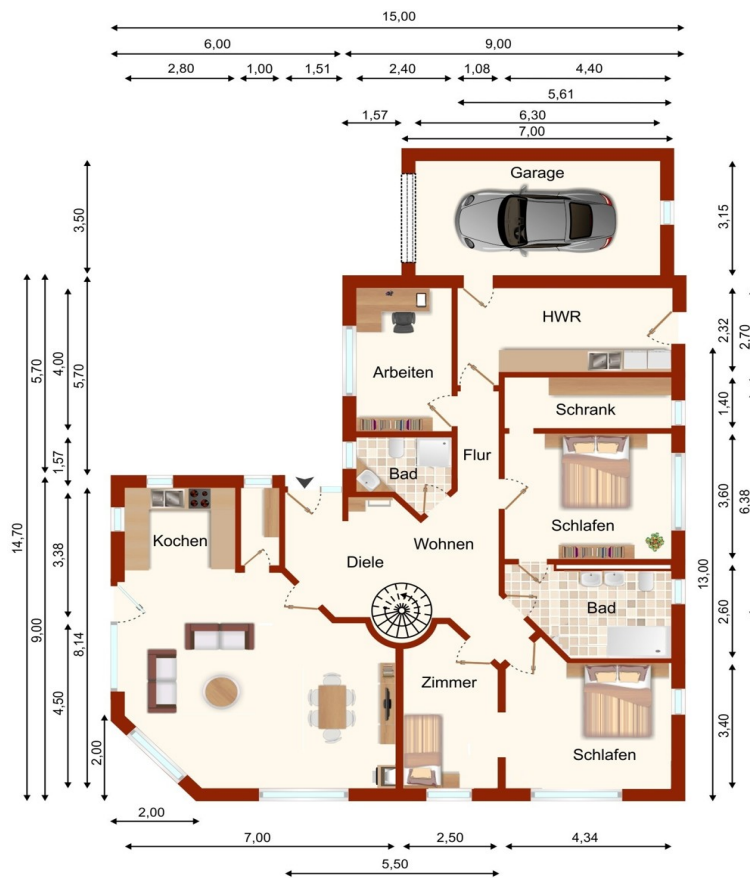 15,00
6,00 9,00
2,80 1,00 1,51 2,40 1,08 4,40
5,61
1,57 6,30
7,00
Garage
3,50
3,15
HWR
2,32
2,70
Arbeiten
4,00
5,70
5,70
Schrank
1,40
Flur
Bad
1,57
3,60
6,38
Schlafen
Kochen
Wohnen
Diele
3,38
14,70
9,00
8,14
13,00
Bad
2,60
Zimmer
4,50
Schlafen
3,40
2,00
2,00
7,00 2,50 4,34
5,50